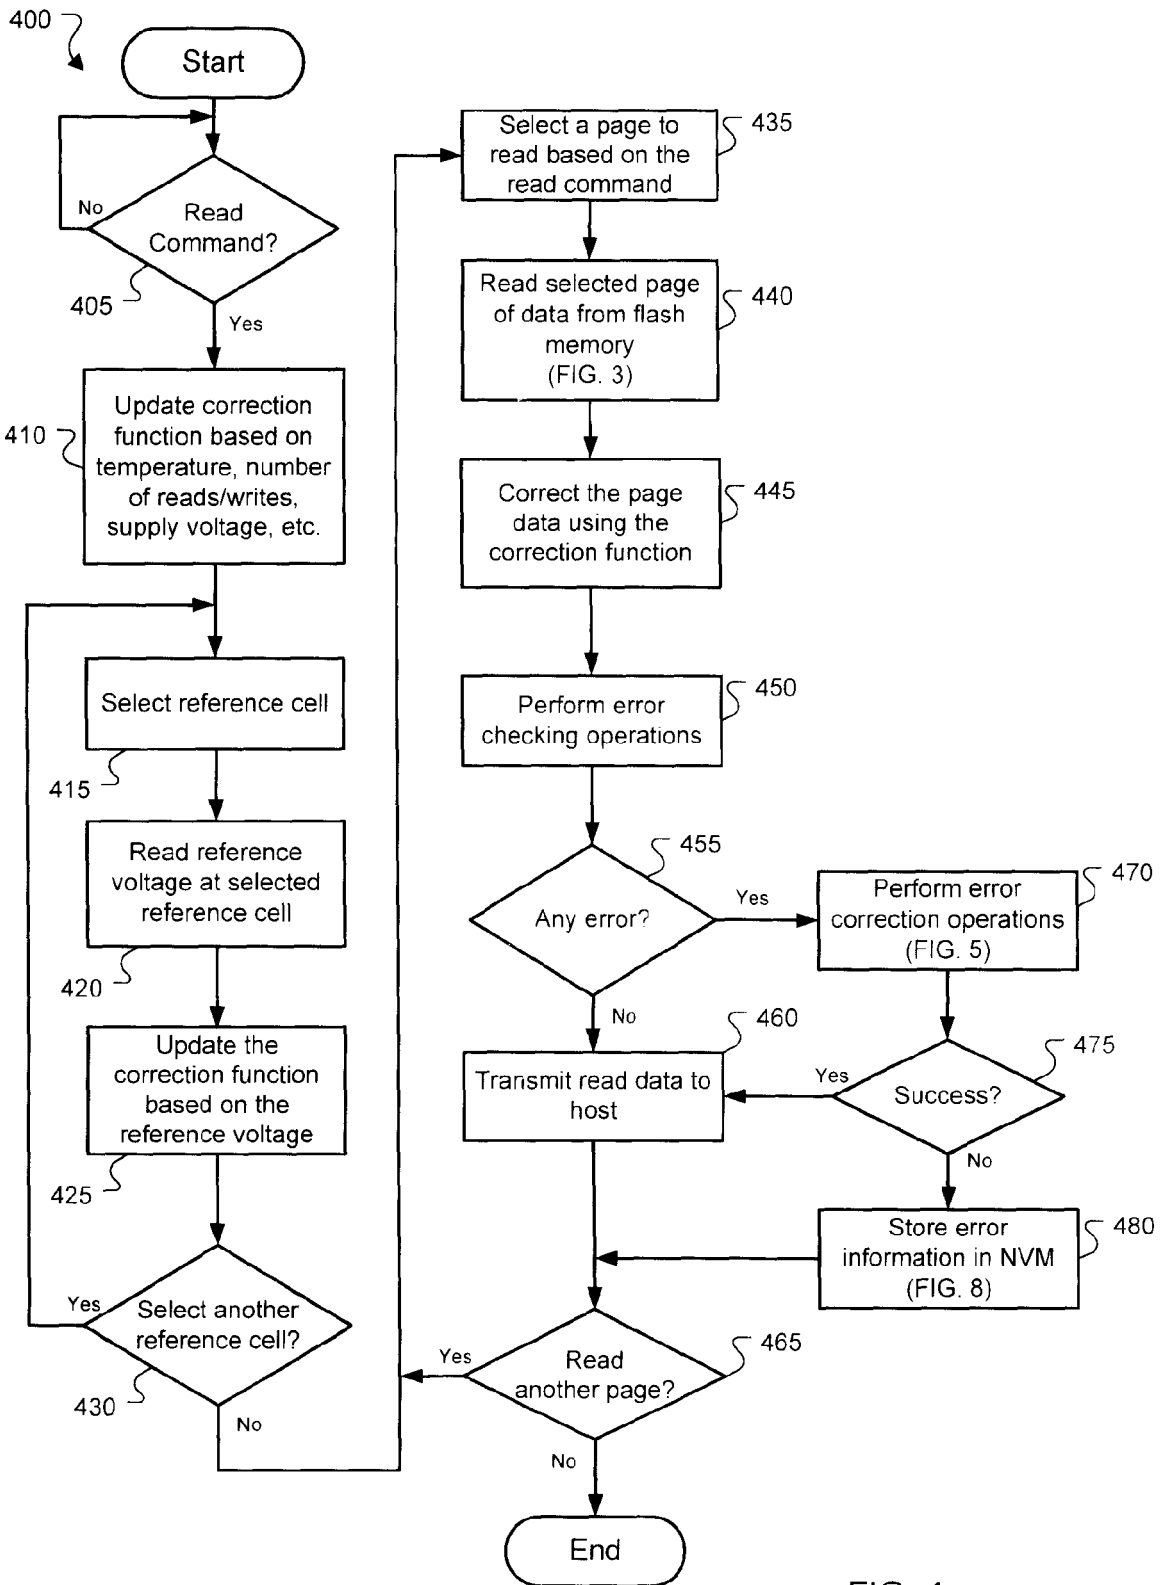 400
Start
No
Read
Command?
405
Yes
410
Update correction
function based on
temperature, number
of reads/writes,
supply voltage, etc.
Select reference cell
415
Read reference
voltage at selected
reference cell
420
Update the
correction function
based on the
reference voltage
425
Yes
Select another
reference cell?
430
No
Select a page to
read based on the
read command
435
Read selected page
of data from flash
memory
(FIG. 3)
440
Correct the page
data using the
correction function
445
Perform error
checking operations
450
Any error?
455
Yes
No
Perform error
correction operations
(FIG. 5)
470
Transmit read data to
host
460
Success?
475
Yes
No
Store error
information in NVM
(FIG. 8)
480
Read
another page?
465
Yes
No
End